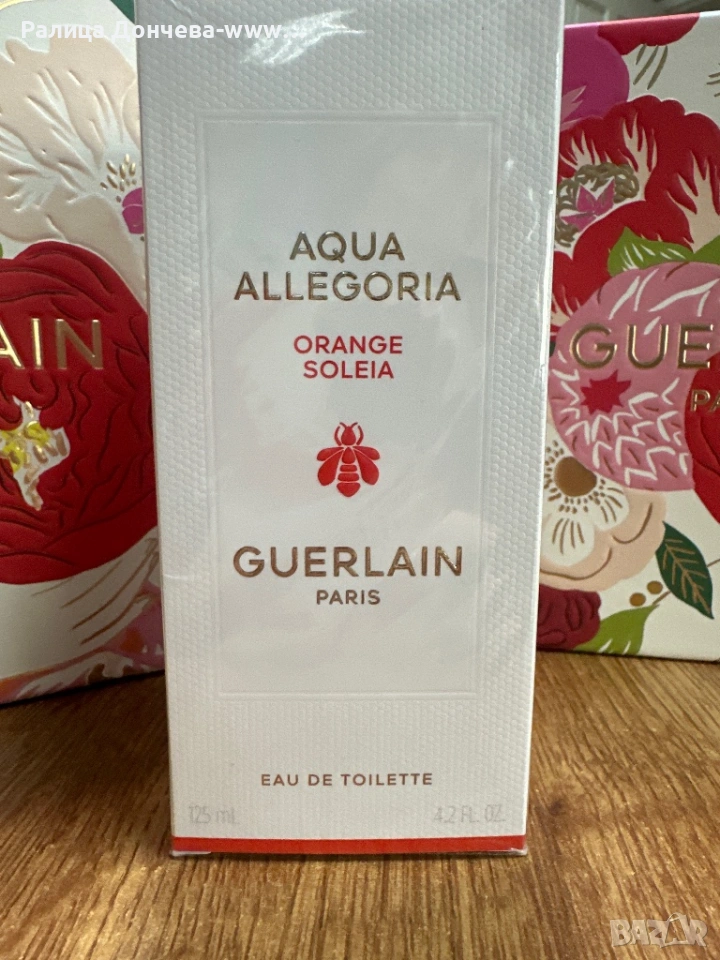 Ралица Дончева-www...
AQUA
ALLEGORIA
ORANGE
SOLEIA
AIN
GUE
PA
GUERLAIN
PARIS
EAU DE TOILETTE
125 mL 4.2 FL. OZ.
BAZAR